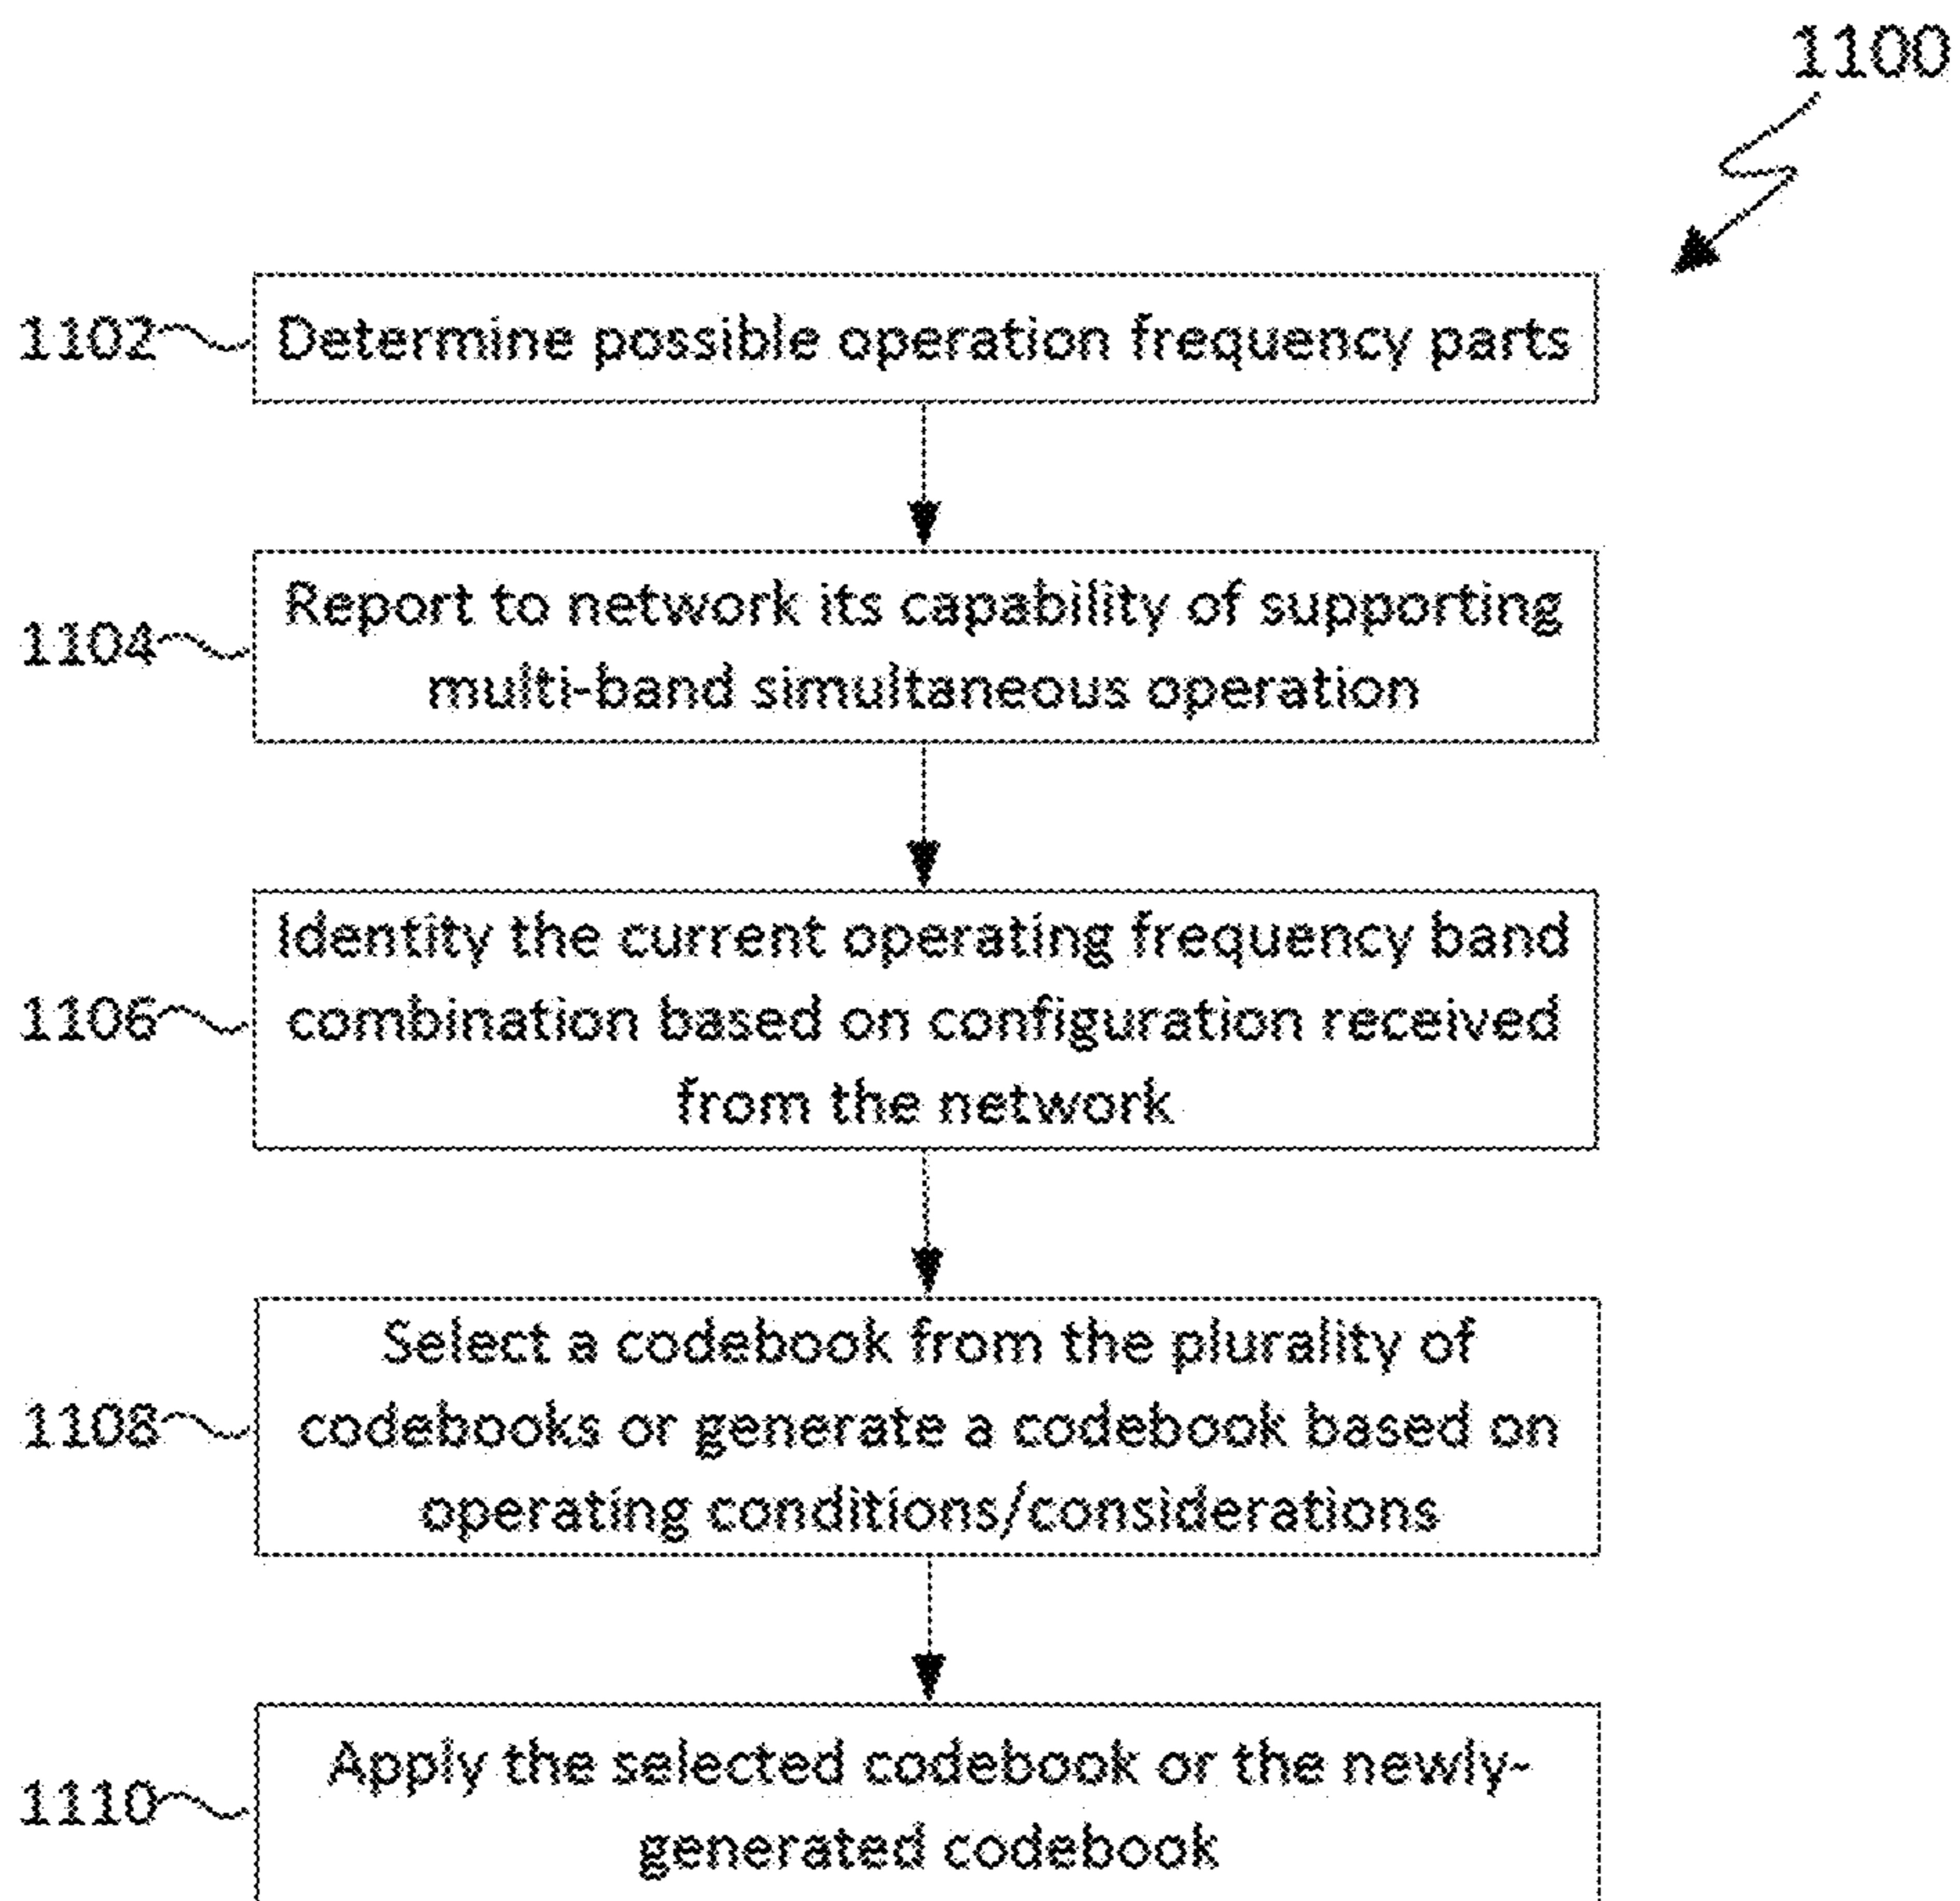 1100
1102
Determine possible operation frequency parts
1104
Report to network its capability of supporting
multi-band simultaneous operation
1106
Identity the current operating frequency band
combination based on configuration received
from the network
1108
Select a codebook from the plurality of
codebooks or generate a codebook based on
operating conditions/considerations
1110
Apply the selected codebook or the newly-
generated codebook